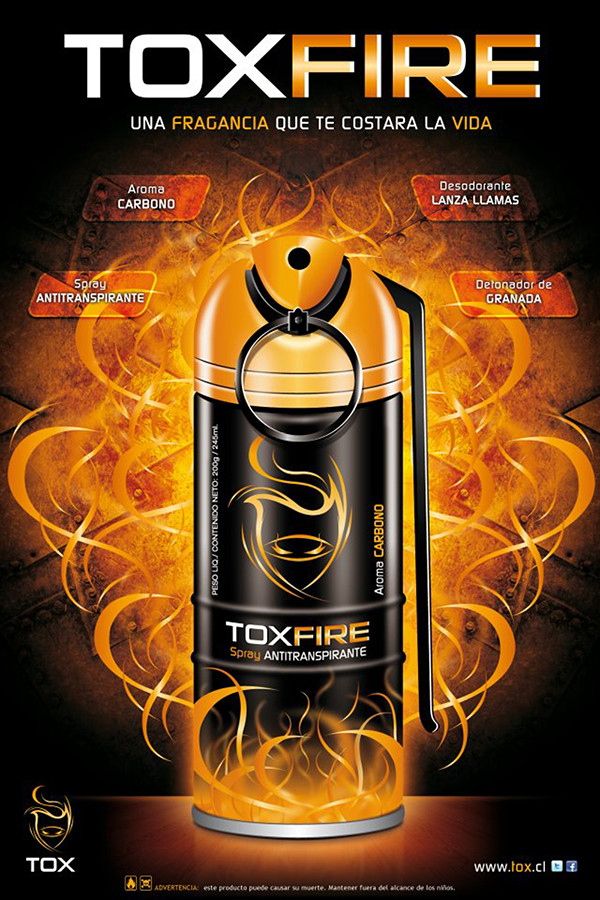 TOXFIRE
UNA FRAGANCIA QUE TE COSTARA LA VIDA
Aroma
CARBONO
Desodorante
LANZA LLAMAS
Spray
ANTITRANSPIRANTE
Detonador de
GRANADA
PESO LIQ./ CONTENIDO NETO: 200g / 245ml.
Aroma CARBONO
TOXFIRE
Spray ANTITRANSPIRANTE
TOX
www.tox.cl
ADVERTENCIA: este producto puede causar su muerte. Mantener fuera del alcance de los niños.